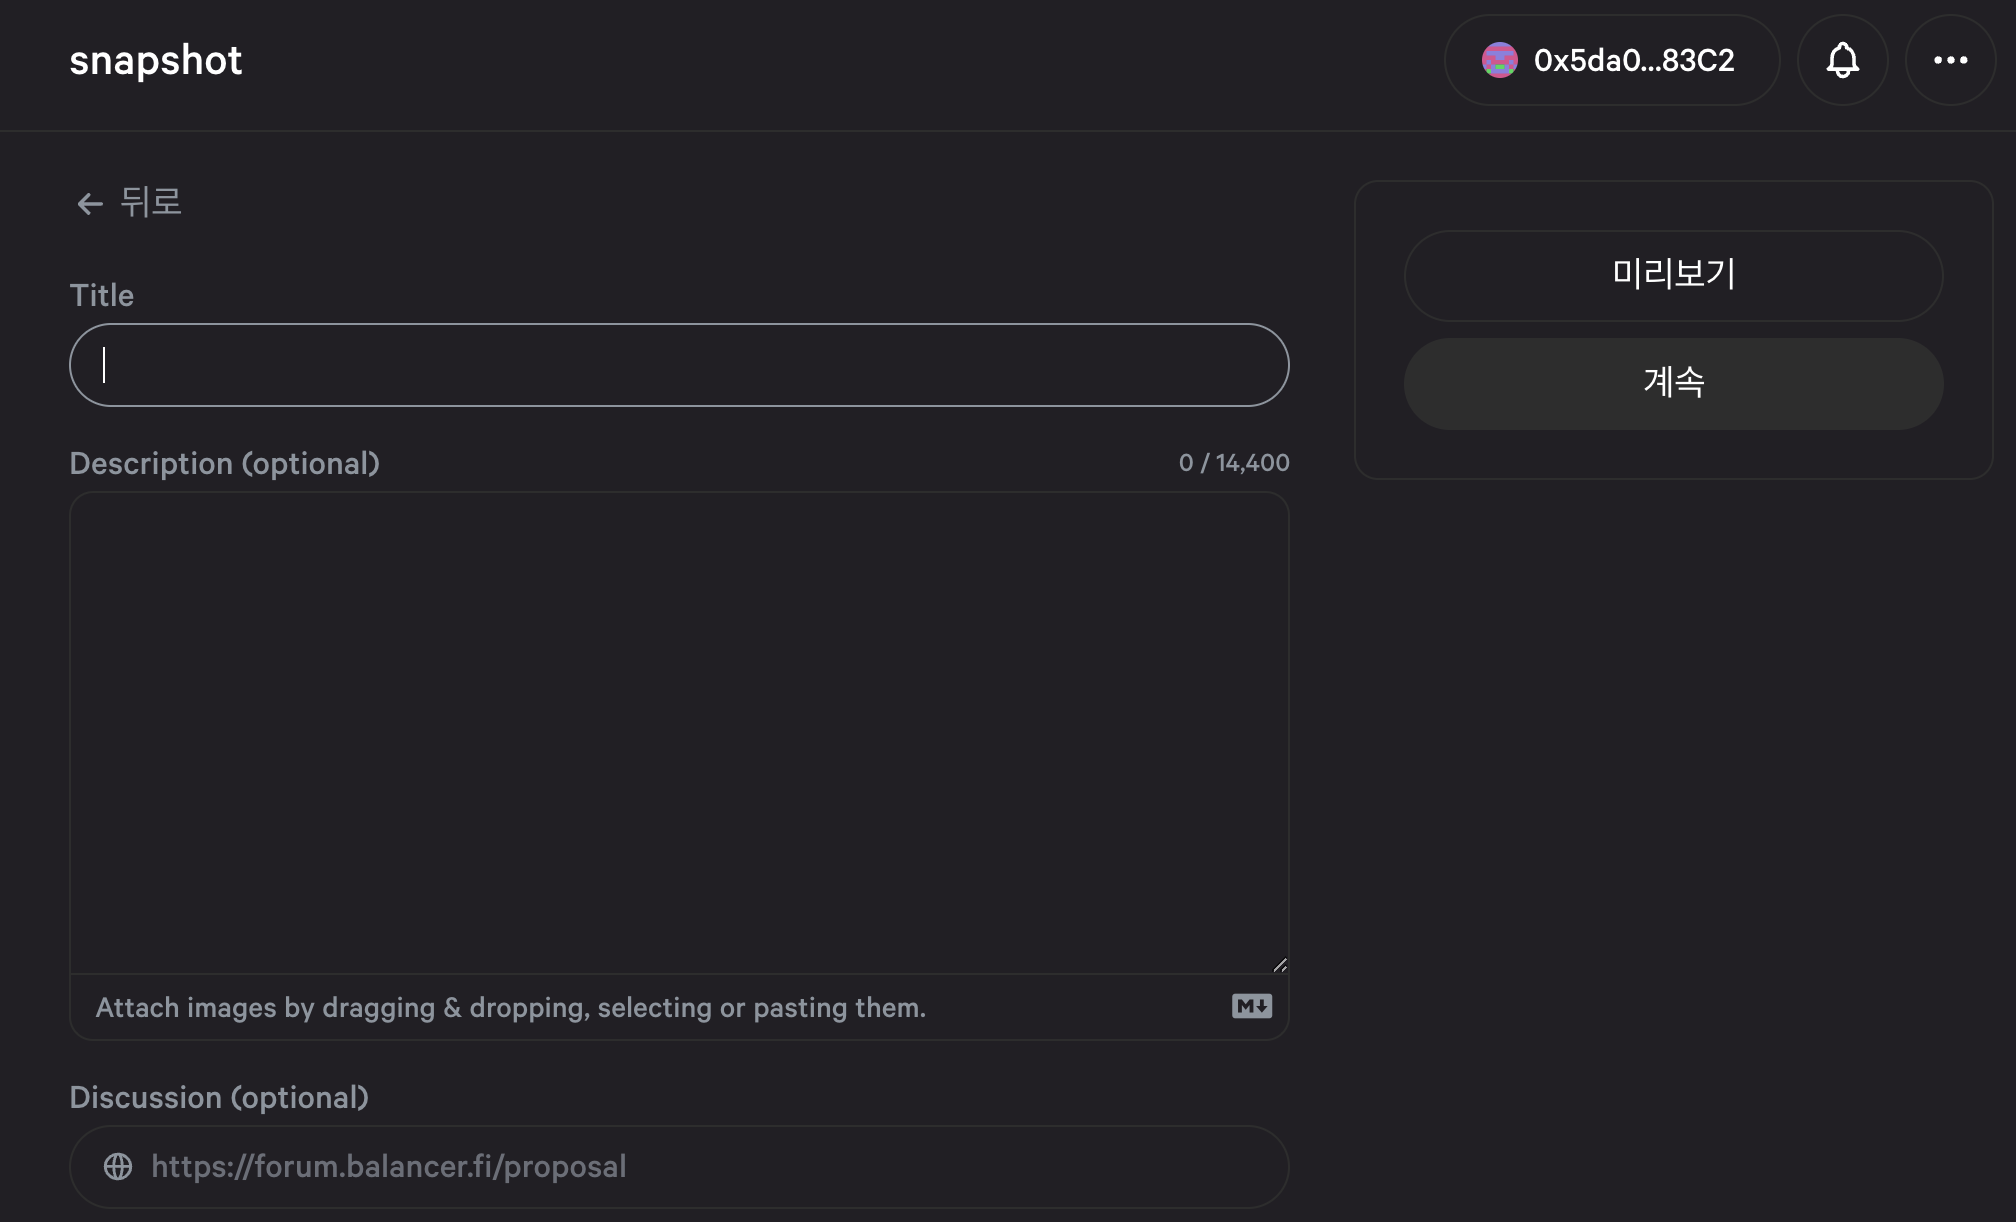 snapshot
0x5da0...83C2
뒤로
Title
미리보기
계속
Description (optional)
0 / 14,400
Attach images by dragging & dropping, selecting or pasting them.
M
Discussion (optional)
https://forum.balancer.fi/proposal